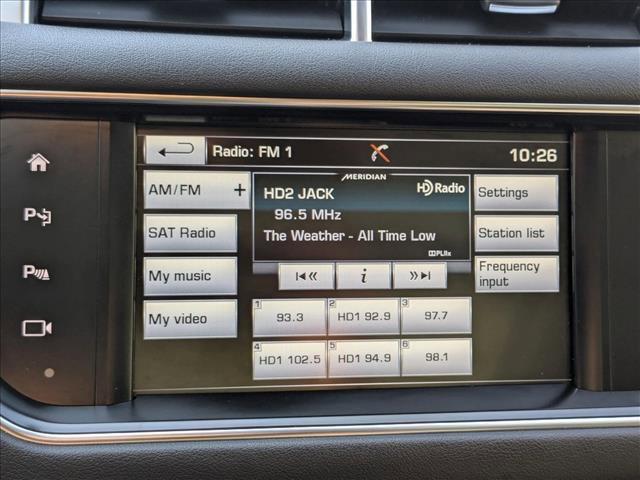 Radio: FM 1
10:26
AM/FM +
MERIDIAN
HD Radio
HD2 JACK
96.5 MHz
The Weather - All Time Low
PLIIx
Settings
SAT Radio
Station list
My music
i
Frequency
input
My video
1 93.3
2 HD1 92.9
3 97.7
4 HD1 102.5
5 HD1 94.9
6 98.1
P
P